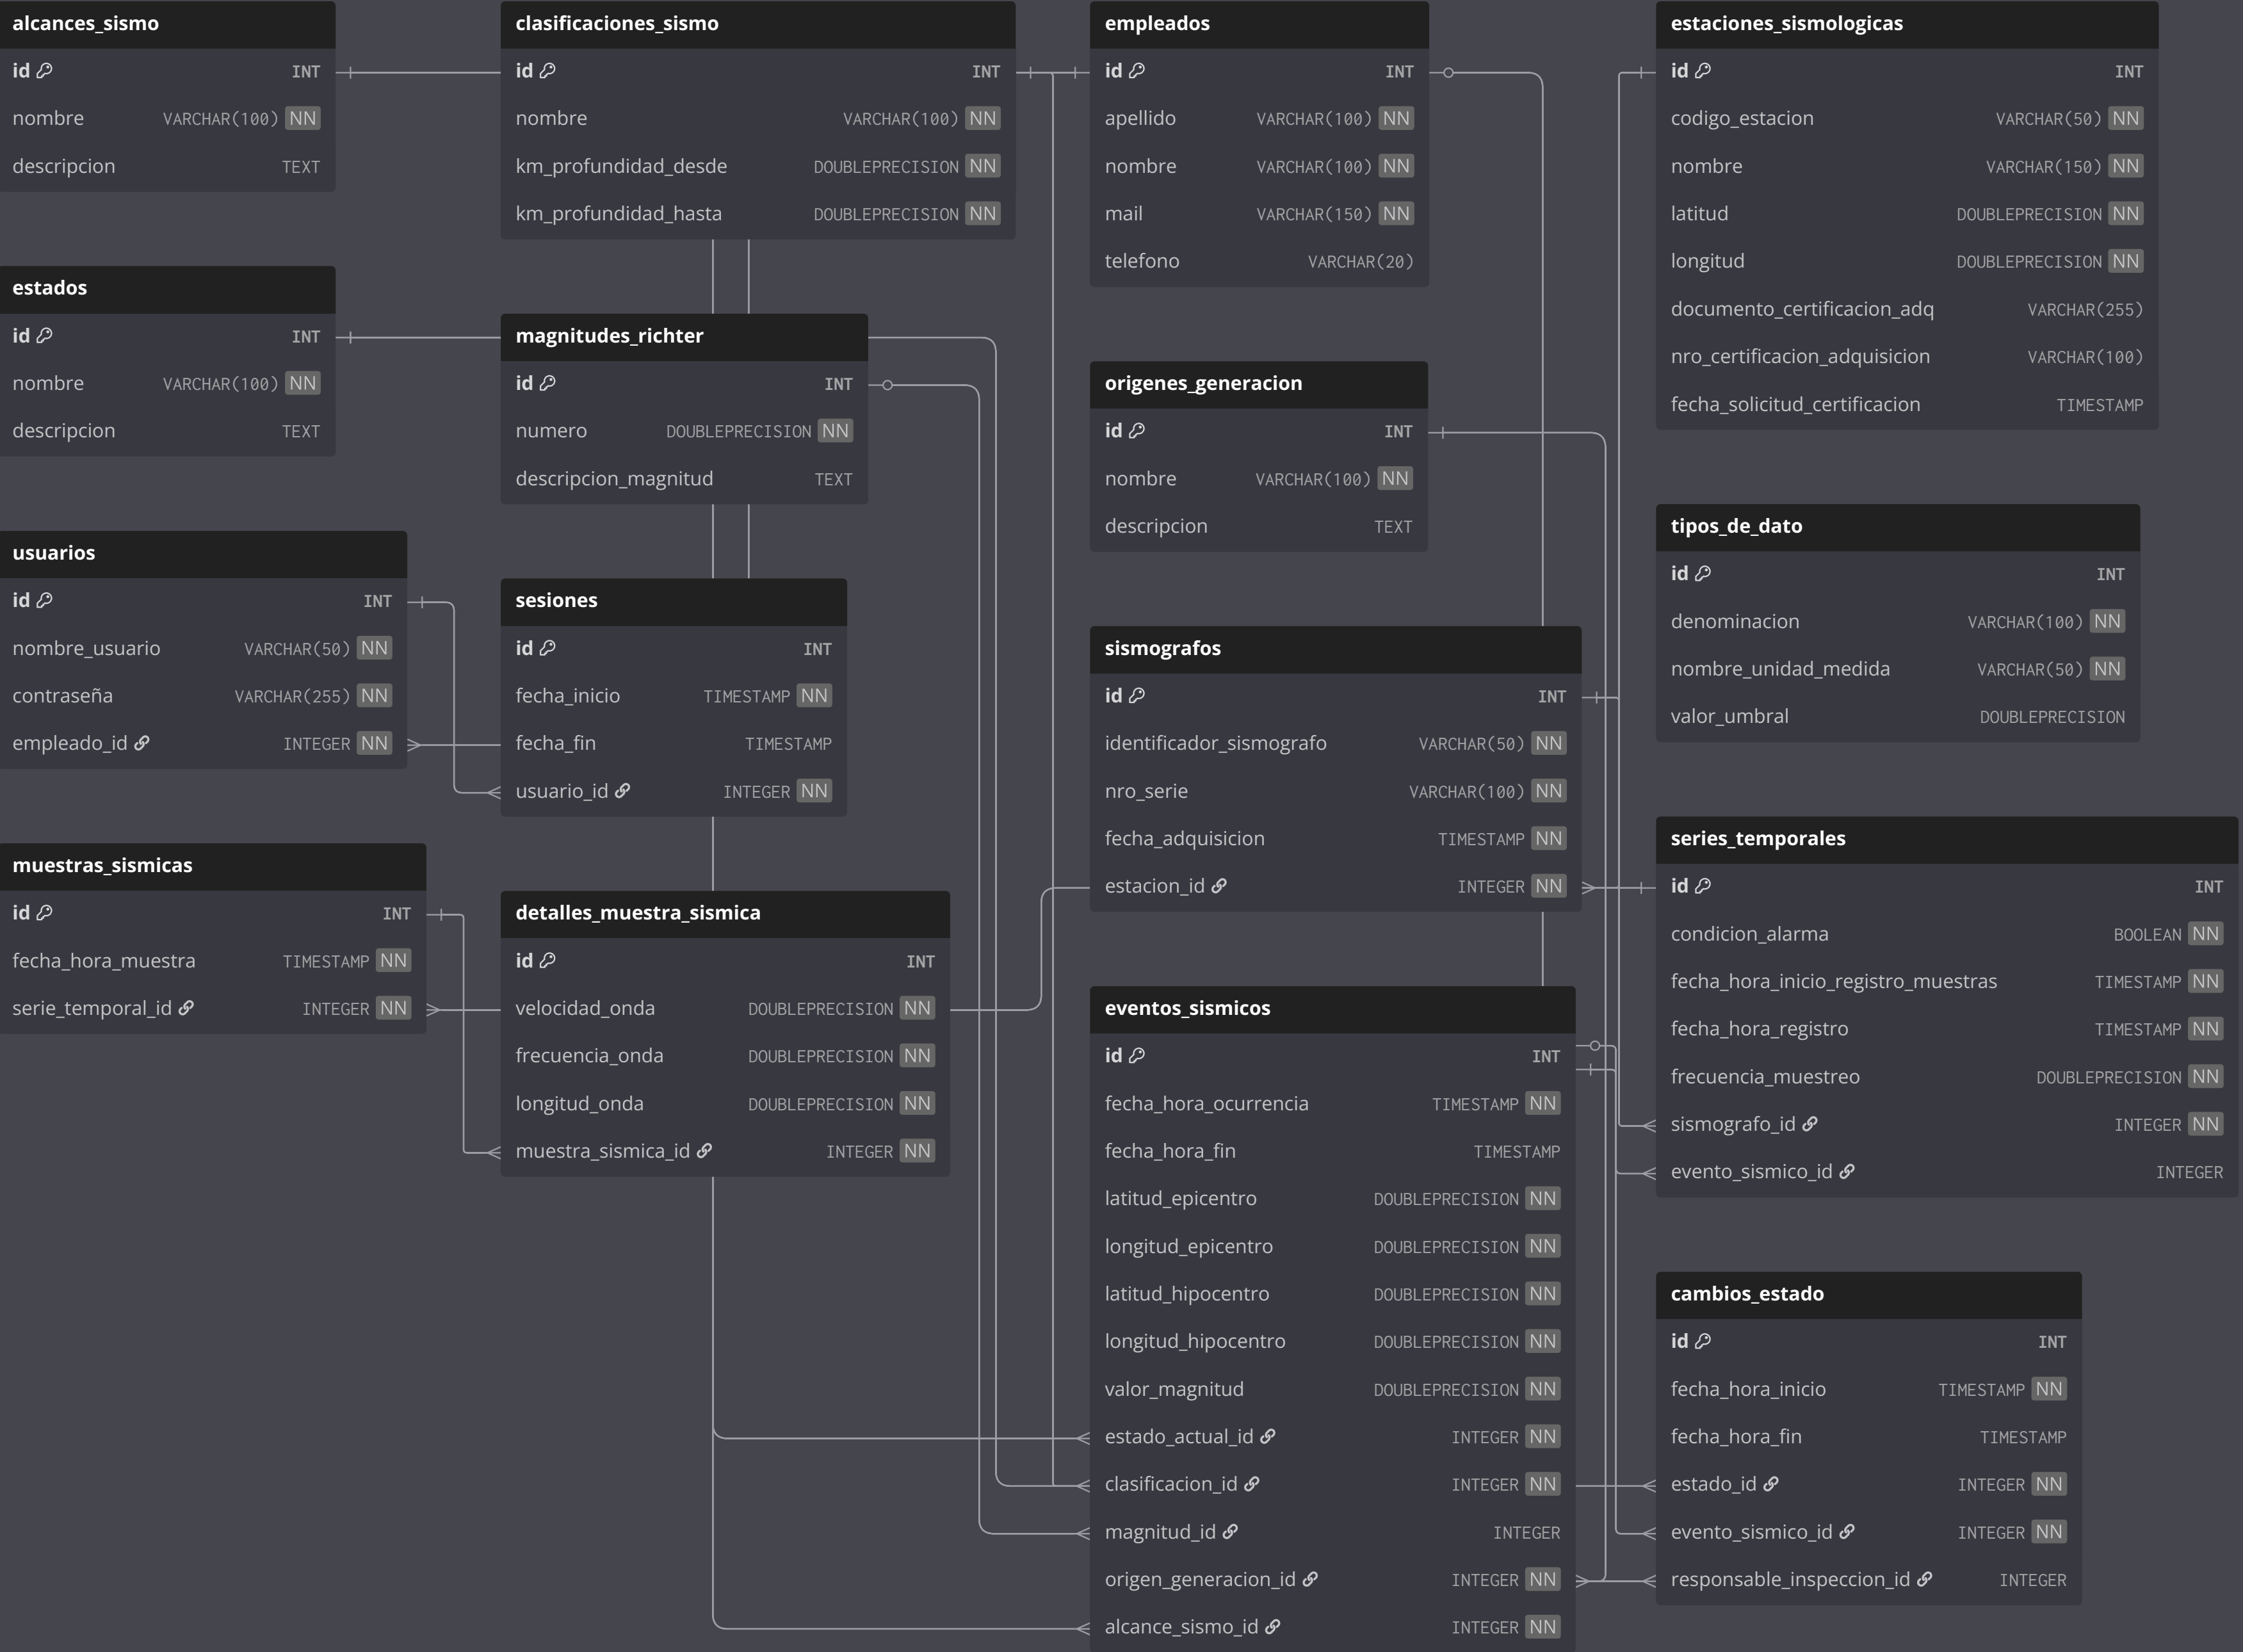 alcances_sismo
id INT
nombre VARCHAR(100) NN
descripcion TEXT
estados
id INT
nombre VARCHAR(100) NN
descripcion TEXT
usuarios
id INT
nombre_usuario VARCHAR(50) NN
contraseña VARCHAR(255) NN
empleado_id INTEGER NN
muestras_sismicas
id INT
fecha_hora_muestra TIMESTAMP NN
serie_temporal_id INTEGER NN
clasificaciones_sismo
id INT
nombre VARCHAR(100) NN
km_profundidad_desde DOUBLEPRECISION NN
km_profundidad_hasta DOUBLEPRECISION NN
magnitudes_richter
id INT
numero DOUBLEPRECISION NN
descripcion_magnitud TEXT
sesiones
id INT
fecha_inicio TIMESTAMP NN
fecha_fin TIMESTAMP
usuario_id INTEGER NN
detalles_muestra_sismica
id INT
velocidad_onda DOUBLEPRECISION NN
frecuencia_onda DOUBLEPRECISION NN
longitud_onda DOUBLEPRECISION NN
muestra_sismica_id INTEGER NN
empleados
id INT
apellido VARCHAR(100) NN
nombre VARCHAR(100) NN
mail VARCHAR(150) NN
telefono VARCHAR(20)
origenes_generacion
id INT
nombre VARCHAR(100) NN
descripcion TEXT
sismografos
id INT
identificador_sismografo VARCHAR(50) NN
nro_serie VARCHAR(100) NN
fecha_adquisicion TIMESTAMP NN
estacion_id INTEGER NN
eventos_sismicos
id INT
fecha_hora_ocurrencia TIMESTAMP NN
fecha_hora_fin TIMESTAMP
latitud_epicentro DOUBLEPRECISION NN
longitud_epicentro DOUBLEPRECISION NN
latitud_hipocentro DOUBLEPRECISION NN
longitud_hipocentro DOUBLEPRECISION NN
valor_magnitud DOUBLEPRECISION NN
estado_actual_id INTEGER NN
clasificacion_id INTEGER NN
magnitud_id INTEGER
origen_generacion_id INTEGER NN
alcance_sismo_id INTEGER NN
estaciones_sismologicas
id INT
codigo_estacion VARCHAR(50) NN
nombre VARCHAR(150) NN
latitud DOUBLEPRECISION NN
longitud DOUBLEPRECISION NN
documento_certificacion_adq VARCHAR(255)
nro_certificacion_adquisicion VARCHAR(100)
fecha_solicitud_certificacion TIMESTAMP
tipos_de_dato
id INT
denominacion VARCHAR(100) NN
nombre_unidad_medida VARCHAR(50) NN
valor_umbral DOUBLEPRECISION
series_temporales
id INT
condicion_alarma BOOLEAN NN
fecha_hora_inicio_registro_muestras TIMESTAMP NN
fecha_hora_registro TIMESTAMP NN
frecuencia_muestreo DOUBLEPRECISION NN
sismografo_id INTEGER NN
evento_sismico_id INTEGER
cambios_estado
id INT
fecha_hora_inicio TIMESTAMP NN
fecha_hora_fin TIMESTAMP
estado_id INTEGER NN
evento_sismico_id INTEGER NN
responsable_inspeccion_id INTEGER